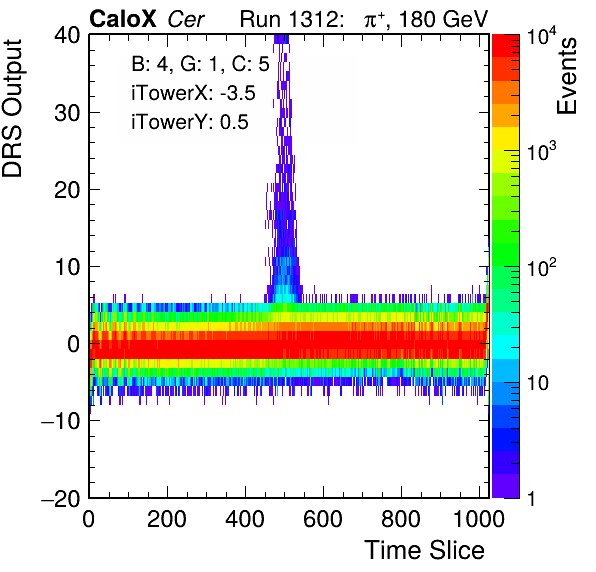 CaloX Cer Run 1312: π⁺, 180 GeV
DRS Output
40
30
20
10
0
−10
−20
B: 4, G: 1, C: 5
iTowerX: -3.5
iTowerY: 0.5
0 200 400 600 800 1000
Time Slice
10⁴
10³
10²
10
1
Events